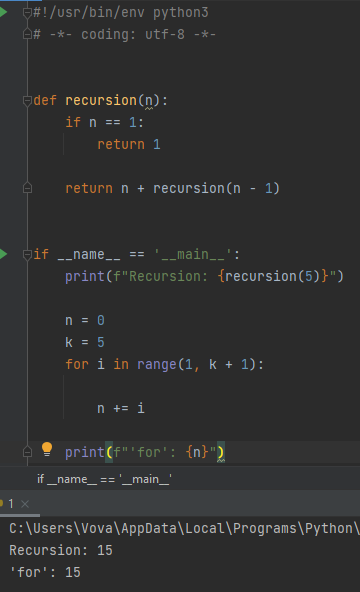 #!/usr/bin/env python3
# -*- coding: utf-8 -*-
def recursion(n):
    if n == 1:
        return 1
    return n + recursion(n - 1)
if __name__ == '__main__':
    print(f"Recursion: {recursion(5)}")
    n = 0
    k = 5
    for i in range(1, k + 1):
        n += i
    print(f"'for': {n}")
if __name__ == '__main__'
1 ×
C:\Users\Vova\AppData\Local\Programs\Python\
Recursion: 15
'for': 15